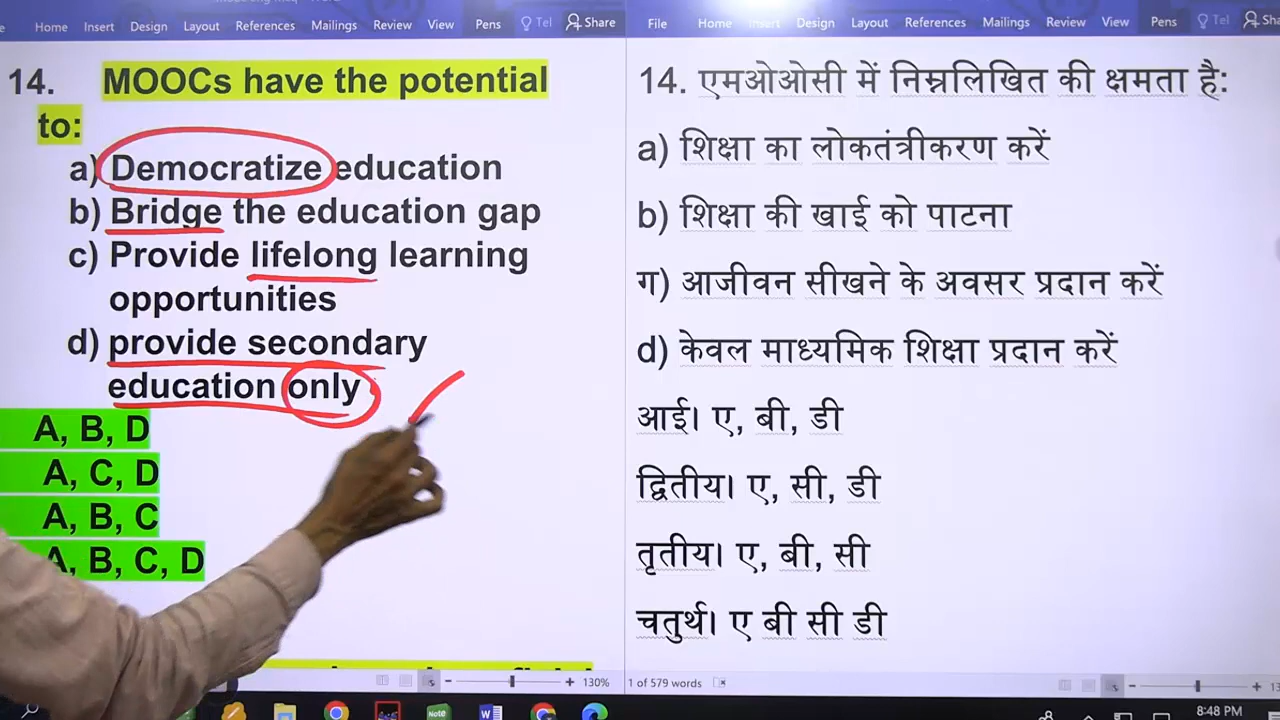 Home Insert Design Layout References Mailings Review View Pens Tel Share
File Home Insert Design Layout References Mailings Review View Pens Tel
14. MOOCs have the potential
to:
a) Democratize education
b) Bridge the education gap
c) Provide lifelong learning
opportunities
d) provide secondary
education only
A, B, D
A, C, D
A, B, C
A, B, C, D
130%
14. एमओओसी में निम्नलिखित की क्षमता है:
a) शिक्षा का लोकतंत्रीकरण करें
b) शिक्षा की खाई को पाटना
ग) आजीवन सीखने के अवसर प्रदान करें
d) केवल माध्यमिक शिक्षा प्रदान करें
आई। ए, बी, डी
द्वितीय। ए, सी, डी
तृतीय। ए, बी, सी
चतुर्थ। ए बी सी डी
1 of 579 words
8:48 PM